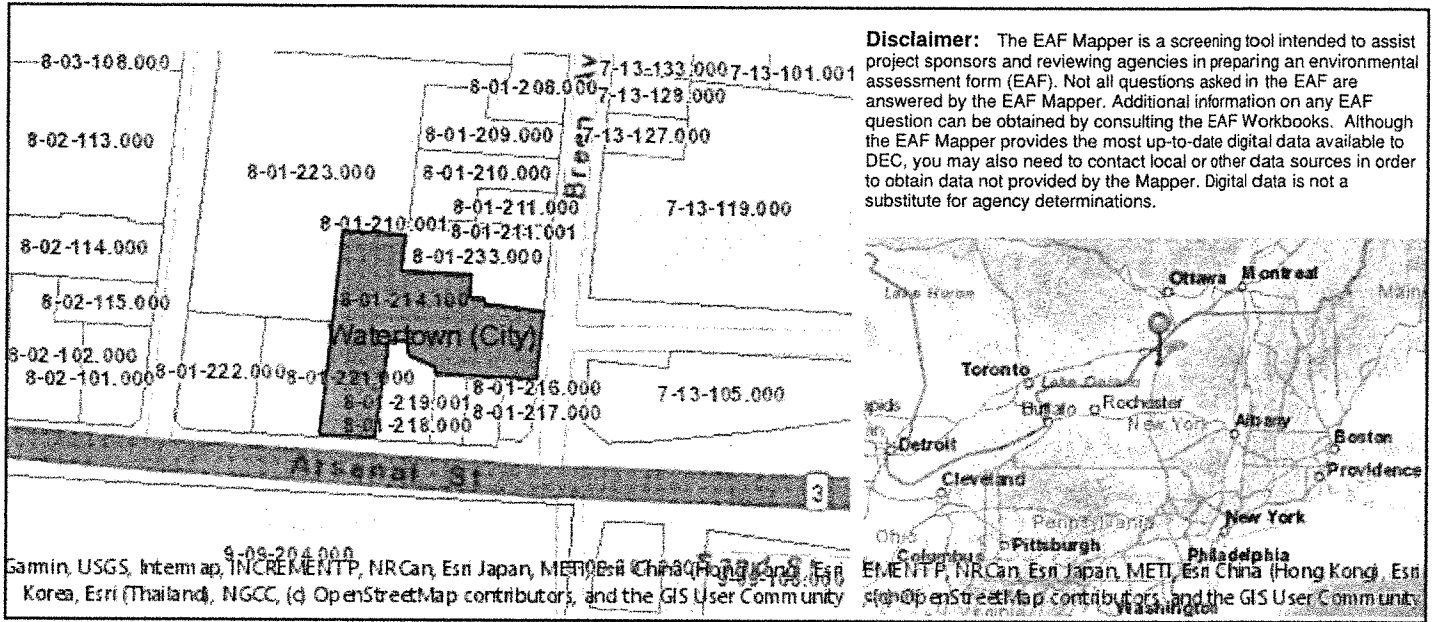 8-03-108.000
8-02-113.000
8-02-114.000
8-02-115.000
8-02-102.000
8-02-101.000
8-01-223.000
8-01-222.000
8-01-221.000
8-01-208.000
8-01-209.000
8-01-210.000
8-01-211.000
8-01-211.001
8-01-210.001
8-01-233.000
8-01-214.100
Watertown (City)
8-01-219.001
8-01-218.000
8-01-216.000
8-01-217.000
Breen Av
7-13-133.000
7-13-101.001
7-13-128.000
7-13-127.000
7-13-119.000
7-13-105.000
Arsenal St
3
9-09-204.000
Garmin, USGS, Intermap, INCREMENT P, NRCan, Esri Japan, METI, Esri China (Hong Kong), Esri
Korea, Esri (Thailand), NGCC, (c) OpenStreetMap contributors, and the GIS User Community
Disclaimer: The EAF Mapper is a screening tool intended to assist
project sponsors and reviewing agencies in preparing an environmental
assessment form (EAF). Not all questions asked in the EAF are
answered by the EAF Mapper. Additional information on any EAF
question can be obtained by consulting the EAF Workbooks. Although
the EAF Mapper provides the most up-to-date digital data available to
DEC, you may also need to contact local or other data sources in order
to obtain data not provided by the Mapper. Digital data is not a
substitute for agency determinations.
Lake Huron
Ottawa
Montreal
Toronto
Lake Ontario
Buffalo
Rochester
New York
Albany
Boston
Providence
Detroit
Cleveland
Pennsylvania
New York
Ohio
Columbus
Pittsburgh
Philadelphia
EMENT P, NRCan, Esri Japan, METI, Esri China (Hong Kong), Esri
OpenStreetMap contributors, and the GIS User Community
Washington